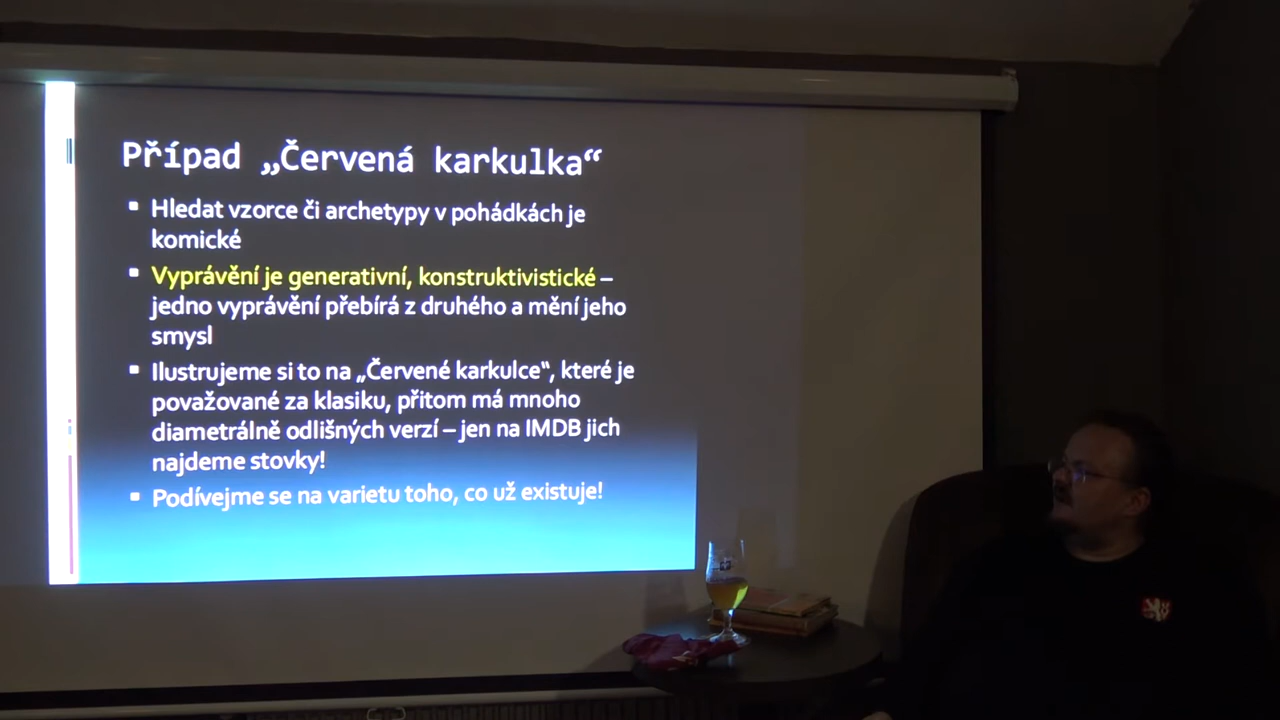 Případ „Červená karkulka“
▪ Hledat vzorce či archetypy v pohádkách je
komické
▪ Vyprávění je generativní, konstruktivistické –
jedno vyprávění přebírá z druhého a mění jeho
smysl
▪ Ilustrujeme si to na „Červené karkulce“, které je
považované za klasiku, přitom má mnoho
diametrálně odlišných verzí – jen na IMDB jich
najdeme stovky!
▪ Podívejme se na varietu toho, co už existuje!